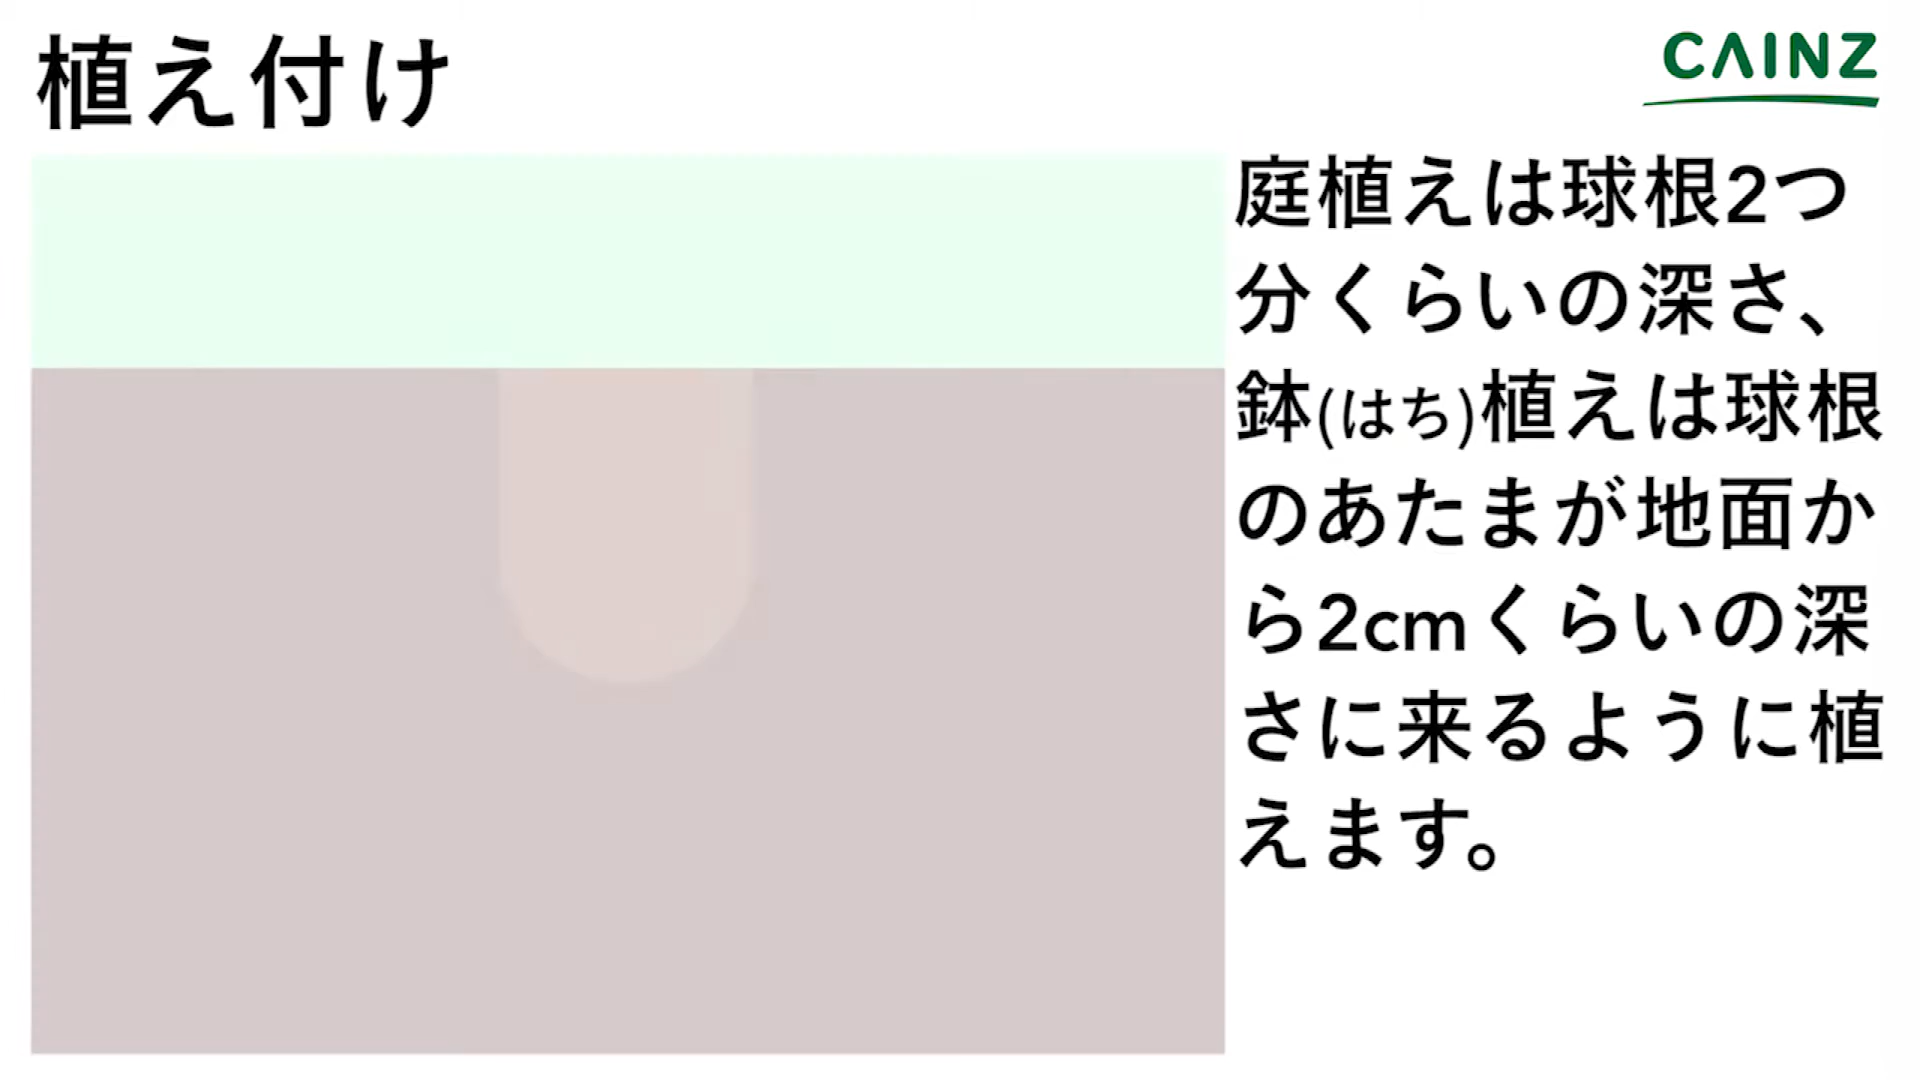 植え付け
CAINZ
庭植えは球根2つ
分くらいの深さ、
鉢(はち)植えは球根
のあたまが地面か
ら2cmくらいの深
さに来るように植
えます。